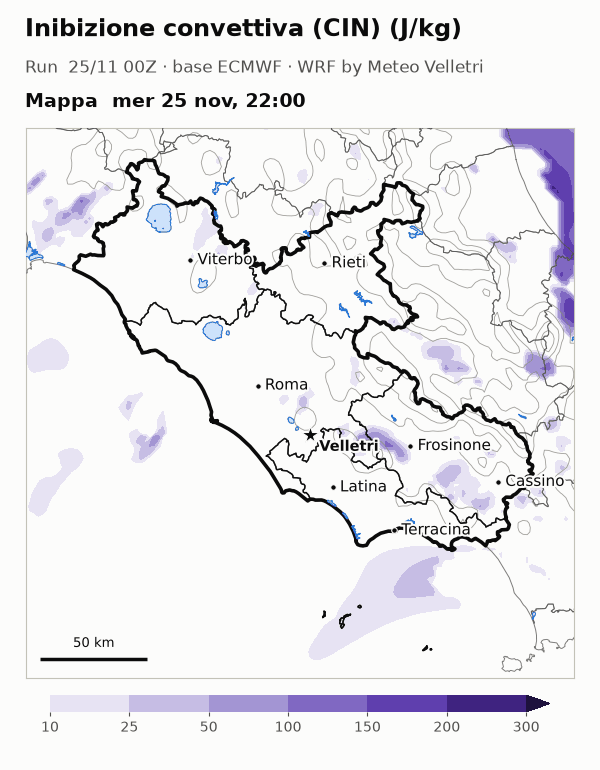 Inibizione convettiva (CIN) (J/kg)
Run  25/11 00Z · base ECMWF · WRF by Meteo Velletri
Mappa  mer 25 nov, 22:00
Viterbo
Rieti
Roma
Velletri
Frosinone
Latina
Cassino
Terracina
50 km
10 25 50 100 150 200 300